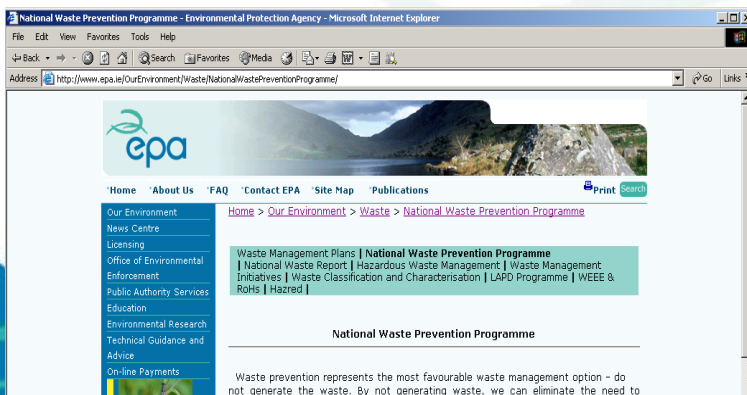 National Waste Prevention Programme - Environmental Protection Agency - Microsoft Internet Explorer
File Edit View Favorites Tools Help
Back Search Favorites Media
Address http://www.epa.ie/OurEnvironment/Waste/NationalWastePreventionProgramme/ Go Links
epa
Home About Us FAQ Contact EPA Site Map Publications Print Search
Our Environment
News Centre
Licensing
Office of Environmental
Enforcement
Public Authority Services
Education
Environmental Research
Technical Guidance and
Advice
On-line Payments
Home > Our Environment > Waste > National Waste Prevention Programme
Waste Management Plans | National Waste Prevention Programme
| National Waste Report | Hazardous Waste Management | Waste Management
Initiatives | Waste Classification and Characterisation | LAPD Programme | WEEE &
RoHs | Hazred |
National Waste Prevention Programme
Waste prevention represents the most favourable waste management option - do
not generate the waste. By not generating waste, we can eliminate the need to